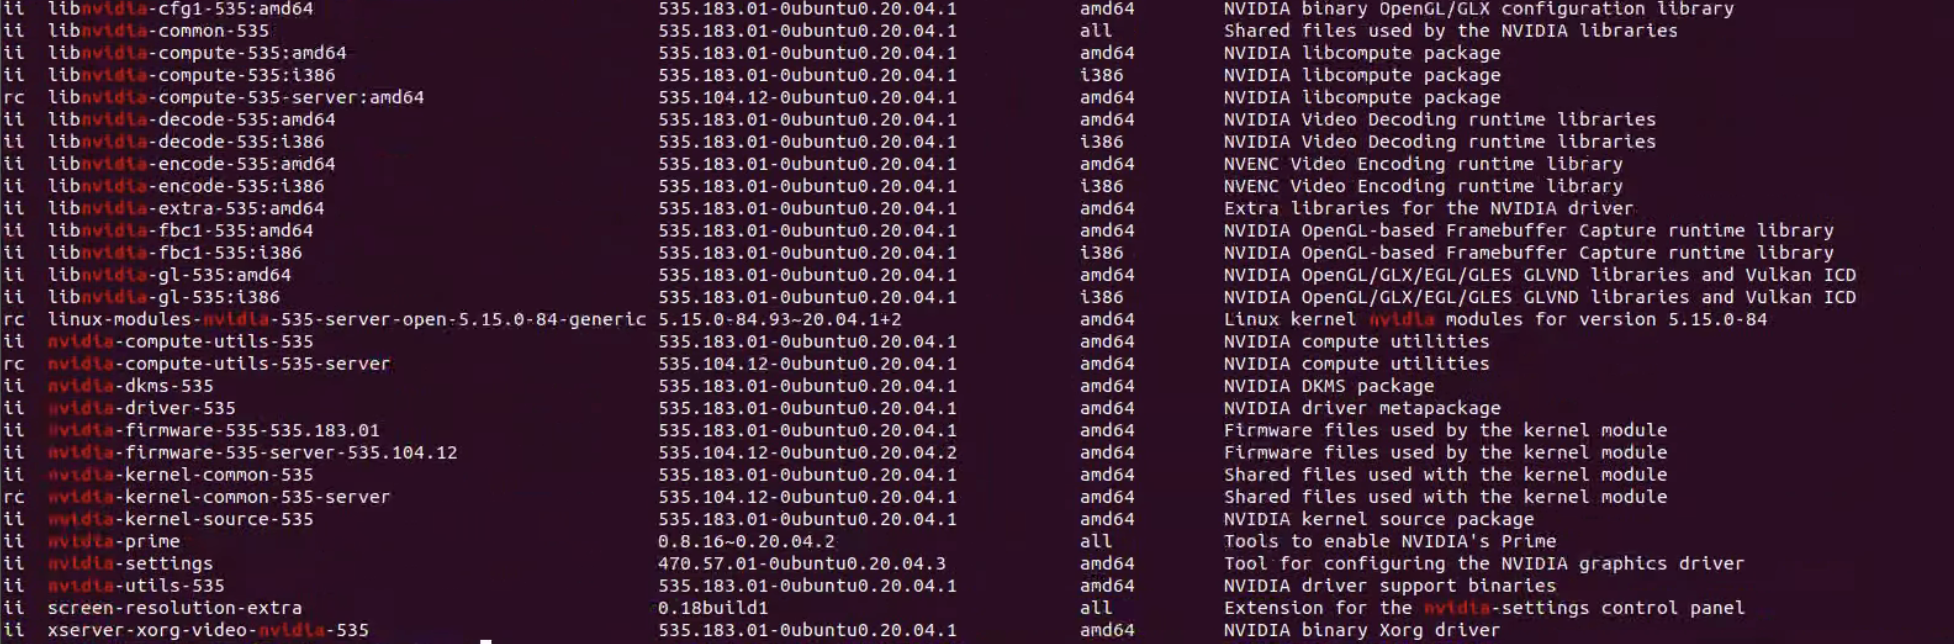 ii libnvidia-cfg1-535:amd64 535.183.01-0ubuntu0.20.04.1 amd64 NVIDIA binary OpenGL/GLX configuration library
ii libnvidia-common-535 535.183.01-0ubuntu0.20.04.1 all Shared files used by the NVIDIA libraries
ii libnvidia-compute-535:amd64 535.183.01-0ubuntu0.20.04.1 amd64 NVIDIA libcompute package
ii libnvidia-compute-535:i386 535.183.01-0ubuntu0.20.04.1 i386 NVIDIA libcompute package
rc libnvidia-compute-535-server:amd64 535.104.12-0ubuntu0.20.04.1 amd64 NVIDIA libcompute package
ii libnvidia-decode-535:amd64 535.183.01-0ubuntu0.20.04.1 amd64 NVIDIA Video Decoding runtime libraries
ii libnvidia-decode-535:i386 535.183.01-0ubuntu0.20.04.1 i386 NVIDIA Video Decoding runtime libraries
ii libnvidia-encode-535:amd64 535.183.01-0ubuntu0.20.04.1 amd64 NVENC Video Encoding runtime library
ii libnvidia-encode-535:i386 535.183.01-0ubuntu0.20.04.1 i386 NVENC Video Encoding runtime library
ii libnvidia-extra-535:amd64 535.183.01-0ubuntu0.20.04.1 amd64 Extra libraries for the NVIDIA driver
ii libnvidia-fbc1-535:amd64 535.183.01-0ubuntu0.20.04.1 amd64 NVIDIA OpenGL-based Framebuffer Capture runtime library
ii libnvidia-fbc1-535:i386 535.183.01-0ubuntu0.20.04.1 i386 NVIDIA OpenGL-based Framebuffer Capture runtime library
ii libnvidia-gl-535:amd64 535.183.01-0ubuntu0.20.04.1 amd64 NVIDIA OpenGL/GLX/EGL/GLES GLVND libraries and Vulkan ICD
ii libnvidia-gl-535:i386 535.183.01-0ubuntu0.20.04.1 i386 NVIDIA OpenGL/GLX/EGL/GLES GLVND libraries and Vulkan ICD
rc linux-modules-nvidia-535-server-open-5.15.0-84-generic 5.15.0-84.93~20.04.1+2 amd64 Linux kernel nvidia modules for version 5.15.0-84
ii nvidia-compute-utils-535 535.183.01-0ubuntu0.20.04.1 amd64 NVIDIA compute utilities
rc nvidia-compute-utils-535-server 535.104.12-0ubuntu0.20.04.1 amd64 NVIDIA compute utilities
ii nvidia-dkms-535 535.183.01-0ubuntu0.20.04.1 amd64 NVIDIA DKMS package
ii nvidia-driver-535 535.183.01-0ubuntu0.20.04.1 amd64 NVIDIA driver metapackage
ii nvidia-firmware-535-535.183.01 535.183.01-0ubuntu0.20.04.1 amd64 Firmware files used by the kernel module
ii nvidia-firmware-535-server-535.104.12 535.104.12-0ubuntu0.20.04.2 amd64 Firmware files used by the kernel module
ii nvidia-kernel-common-535 535.183.01-0ubuntu0.20.04.1 amd64 Shared files used with the kernel module
rc nvidia-kernel-common-535-server 535.104.12-0ubuntu0.20.04.1 amd64 Shared files used with the kernel module
ii nvidia-kernel-source-535 535.183.01-0ubuntu0.20.04.1 amd64 NVIDIA kernel source package
ii nvidia-prime 0.8.16~0.20.04.2 all Tools to enable NVIDIA's Prime
ii nvidia-settings 470.57.01-0ubuntu0.20.04.3 amd64 Tool for configuring the NVIDIA graphics driver
ii nvidia-utils-535 535.183.01-0ubuntu0.20.04.1 amd64 NVIDIA driver support binaries
ii screen-resolution-extra 0.18build1 all Extension for the nvidia-settings control panel
ii xserver-xorg-video-nvidia-535 535.183.01-0ubuntu0.20.04.1 amd64 NVIDIA binary Xorg driver